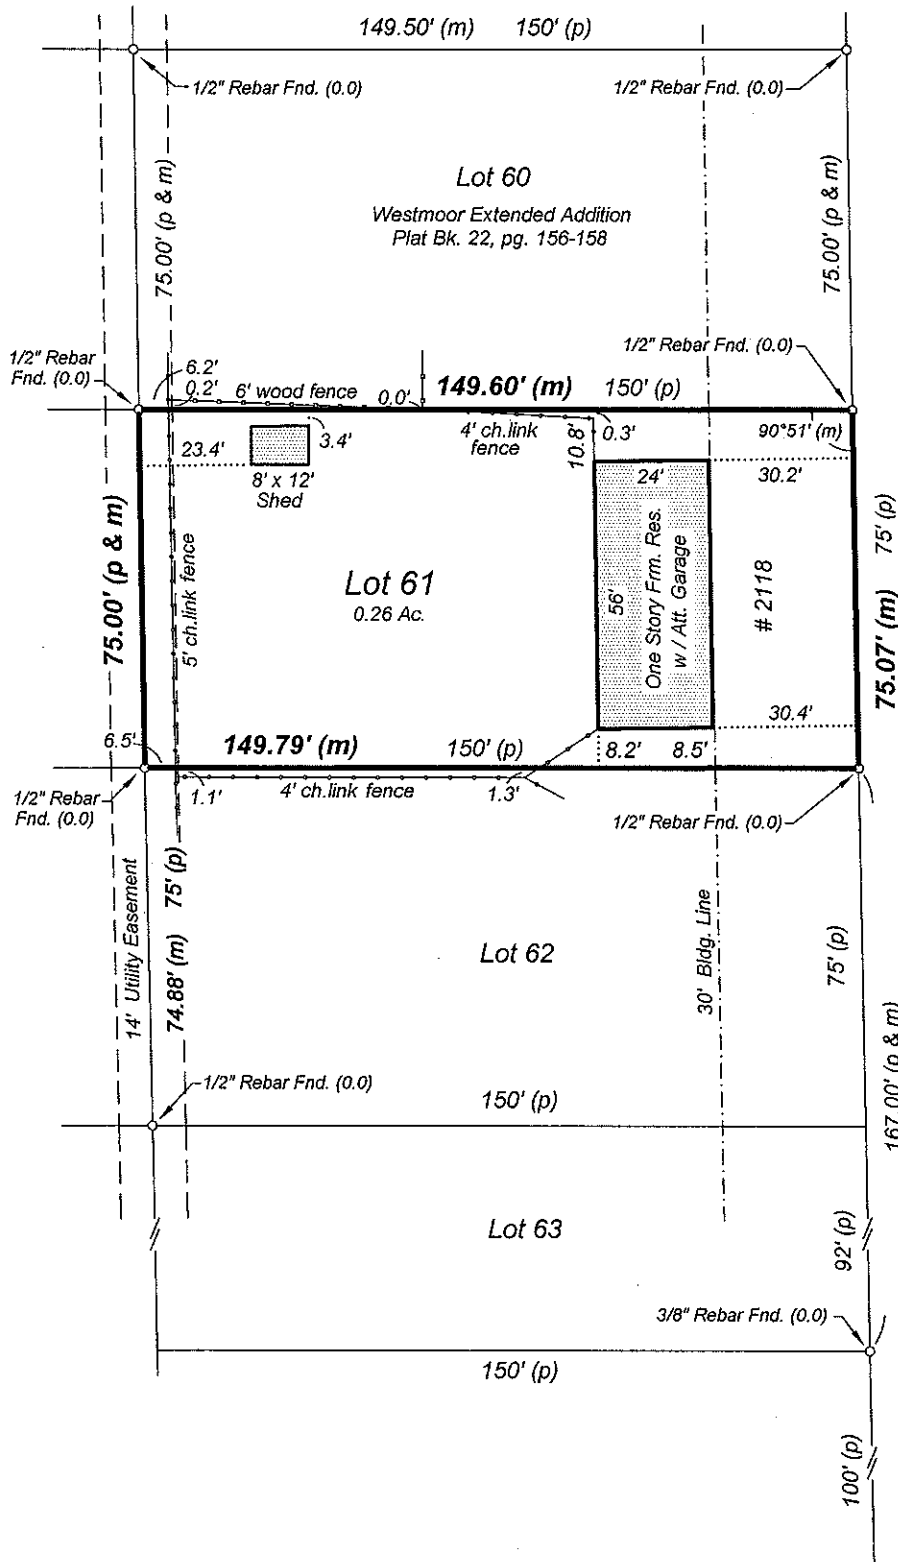 149.50' (m) 150' (p)
1/2" Rebar Fnd. (0.0)
1/2" Rebar Fnd. (0.0)
75.00' (p & m)
Lot 60
Westmoor Extended Addition
Plat Bk. 22, pg. 156-158
75.00' (p & m)
1/2" Rebar
Fnd. (0.0)
6.2'
0.2'
6' wood fence
0.0'
149.60' (m) 150' (p)
1/2" Rebar Fnd. (0.0)
4' ch.link
fence
10.8'
0.3'
90°51' (m)
23.4'
3.4'
8' x 12'
Shed
24'
30.2'
75.00' (p & m)
5' ch.link fence
Lot 61
0.26 Ac.
56'
One Story Frm. Res.
w / Att. Garage
# 2118
75' (p)
75.07' (m)
30.4'
6.5'
149.79' (m) 150' (p)
8.2'
8.5'
1/2" Rebar
Fnd. (0.0)
1.1'
4' ch.link fence
1.3'
1/2" Rebar Fnd. (0.0)
14' Utility Easement
74.88' (m) 75' (p)
Lot 62
30' Bldg. Line
75' (p)
167.00' (p & m)
1/2" Rebar Fnd. (0.0)
150' (p)
Lot 63
92' (p)
3/8" Rebar Fnd. (0.0)
150' (p)
100' (p)